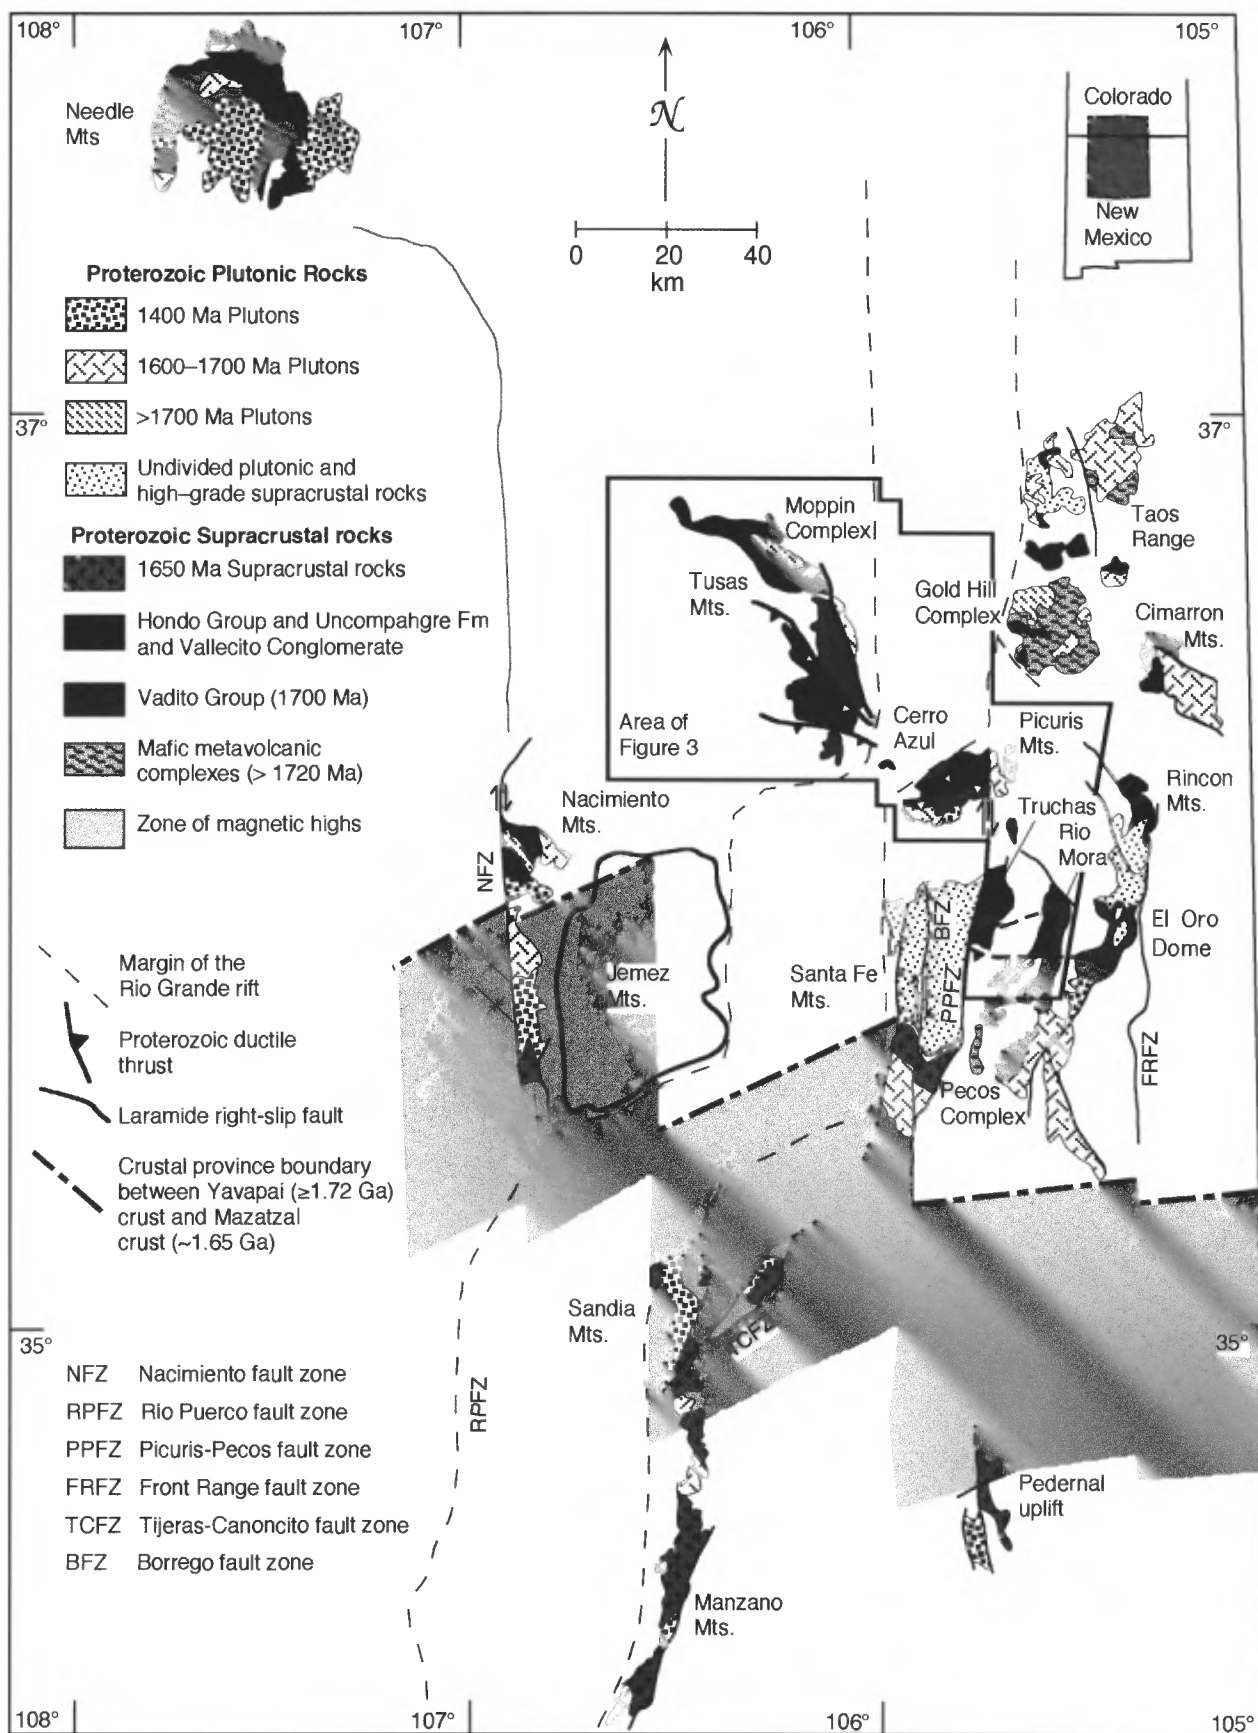 108°
107°
106°
105°
Needle
Mts
N
0 20 40
km
Colorado
New
Mexico
Proterozoic Plutonic Rocks
1400 Ma Plutons
1600–1700 Ma Plutons
>1700 Ma Plutons
Undivided plutonic and
high–grade supracrustal rocks
Proterozoic Supracrustal rocks
1650 Ma Supracrustal rocks
Hondo Group and Uncompahgre Fm
and Vallecito Conglomerate
Vadito Group (1700 Ma)
Mafic metavolcanic
complexes (> 1720 Ma)
Zone of magnetic highs
37°
37°
Moppin
Complex
Tusas
Mts.
Area of
Figure 3
Taos
Range
Gold Hill
Complex
Cimarron
Mts.
Cerro
Azul
Picuris
Mts.
Rincon
Mts.
Truchas
Rio
Mora
Nacimiento
Mts.
NFZ
Jemez
Mts.
Santa Fe
Mts.
BFZ
PPFZ
El Oro
Dome
FRFZ
Pecos
Complex
Margin of the
Rio Grande rift
Proterozoic ductile
thrust
Laramide right-slip fault
Crustal province boundary
between Yavapai (≥1.72 Ga)
crust and Mazatzal
crust (~1.65 Ga)
Sandia
Mts.
TCFZ
35°
35°
RPFZ
NFZ Nacimiento fault zone
RPFZ Rio Puerco fault zone
PPFZ Picuris-Pecos fault zone
FRFZ Front Range fault zone
TCFZ Tijeras-Canoncito fault zone
BFZ Borrego fault zone
Pedernal
uplift
Manzano
Mts.
108°
107°
106°
105°